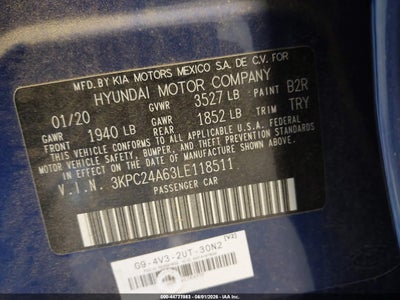 MFD. BY KIA MOTORS MEXICO S.A. DE C.V. FOR
HYUNDAI MOTOR COMPANY
01/20 GVWR 3527 LB PAINT B2R
GAWR FRONT 1940 LB GAWR REAR 1852 LB TRIM TRY
THIS VEHICLE CONFORMS TO ALL APPLICABLE FEDERAL
MOTOR VEHICLE SAFETY, BUMPER, AND THEFT PREVENTION
STANDARDS IN EFFECT ON THE DATE OF MANUFACTURE SHOWN ABOVE.
V.I.N. 3KPC24A63LE118511
PASSENGER CAR
G9-4V3-2UT-30N2